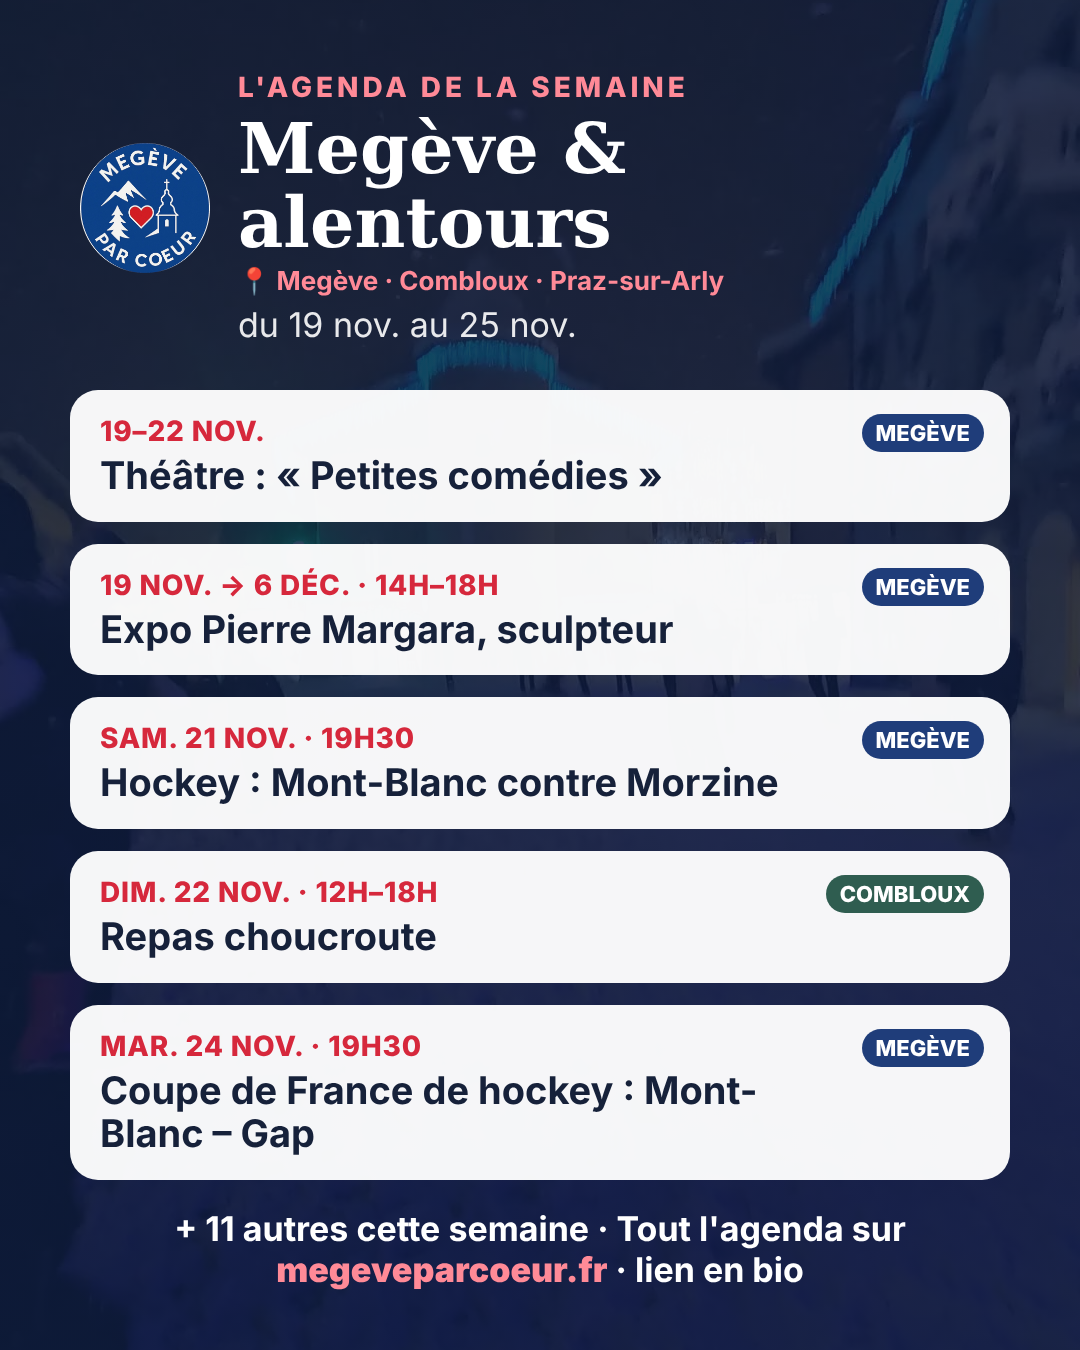 L'AGENDA DE LA SEMAINE
Megève &
alentours
📍 Megève · Combloux · Praz-sur-Arly
du 19 nov. au 25 nov.
MEGÈVE
PAR COEUR
19–22 NOV.
MEGÈVE
Théâtre : « Petites comédies »
19 NOV. → 6 DÉC. · 14H–18H
MEGÈVE
Expo Pierre Margara, sculpteur
SAM. 21 NOV. · 19H30
MEGÈVE
Hockey : Mont-Blanc contre Morzine
DIM. 22 NOV. · 12H–18H
COMBLOUX
Repas choucroute
MAR. 24 NOV. · 19H30
MEGÈVE
Coupe de France de hockey : Mont-
Blanc – Gap
+ 11 autres cette semaine · Tout l'agenda sur
megeveparcoeur.fr · lien en bio